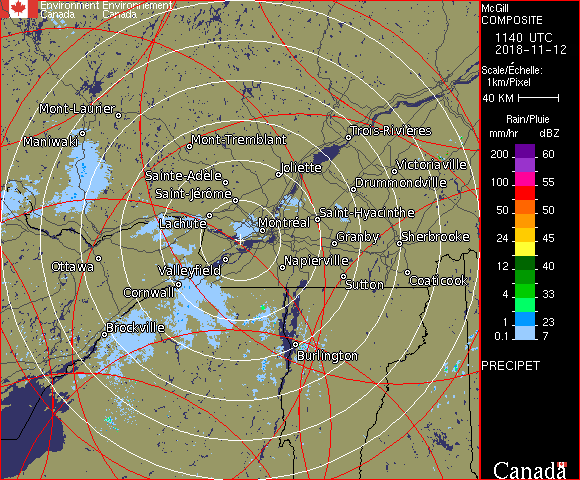 Environment Environnement
Canada Canada
McGill
COMPOSITE
1140 UTC
2018-11-12
Scale/Échelle:
1km/Pixel
40 KM
Rain/Pluie
mm/hr dBZ
200 60
100 55
50 50
24 45
12 40
4 33
1 23
0.1 7
PRECIPET
Canada
Mont-Laurier
Maniwaki
Mont-Tremblant
Trois-Rivières
Joliette
Victoriaville
Sainte-Adèle
Drummondville
Saint-Jérôme
Lachute
Saint-Hyacinthe
Montréal
Granby
Sherbrooke
Ottawa
Valleyfield
Napierville
Cornwall
Sutton
Coaticook
Brockville
Burlington